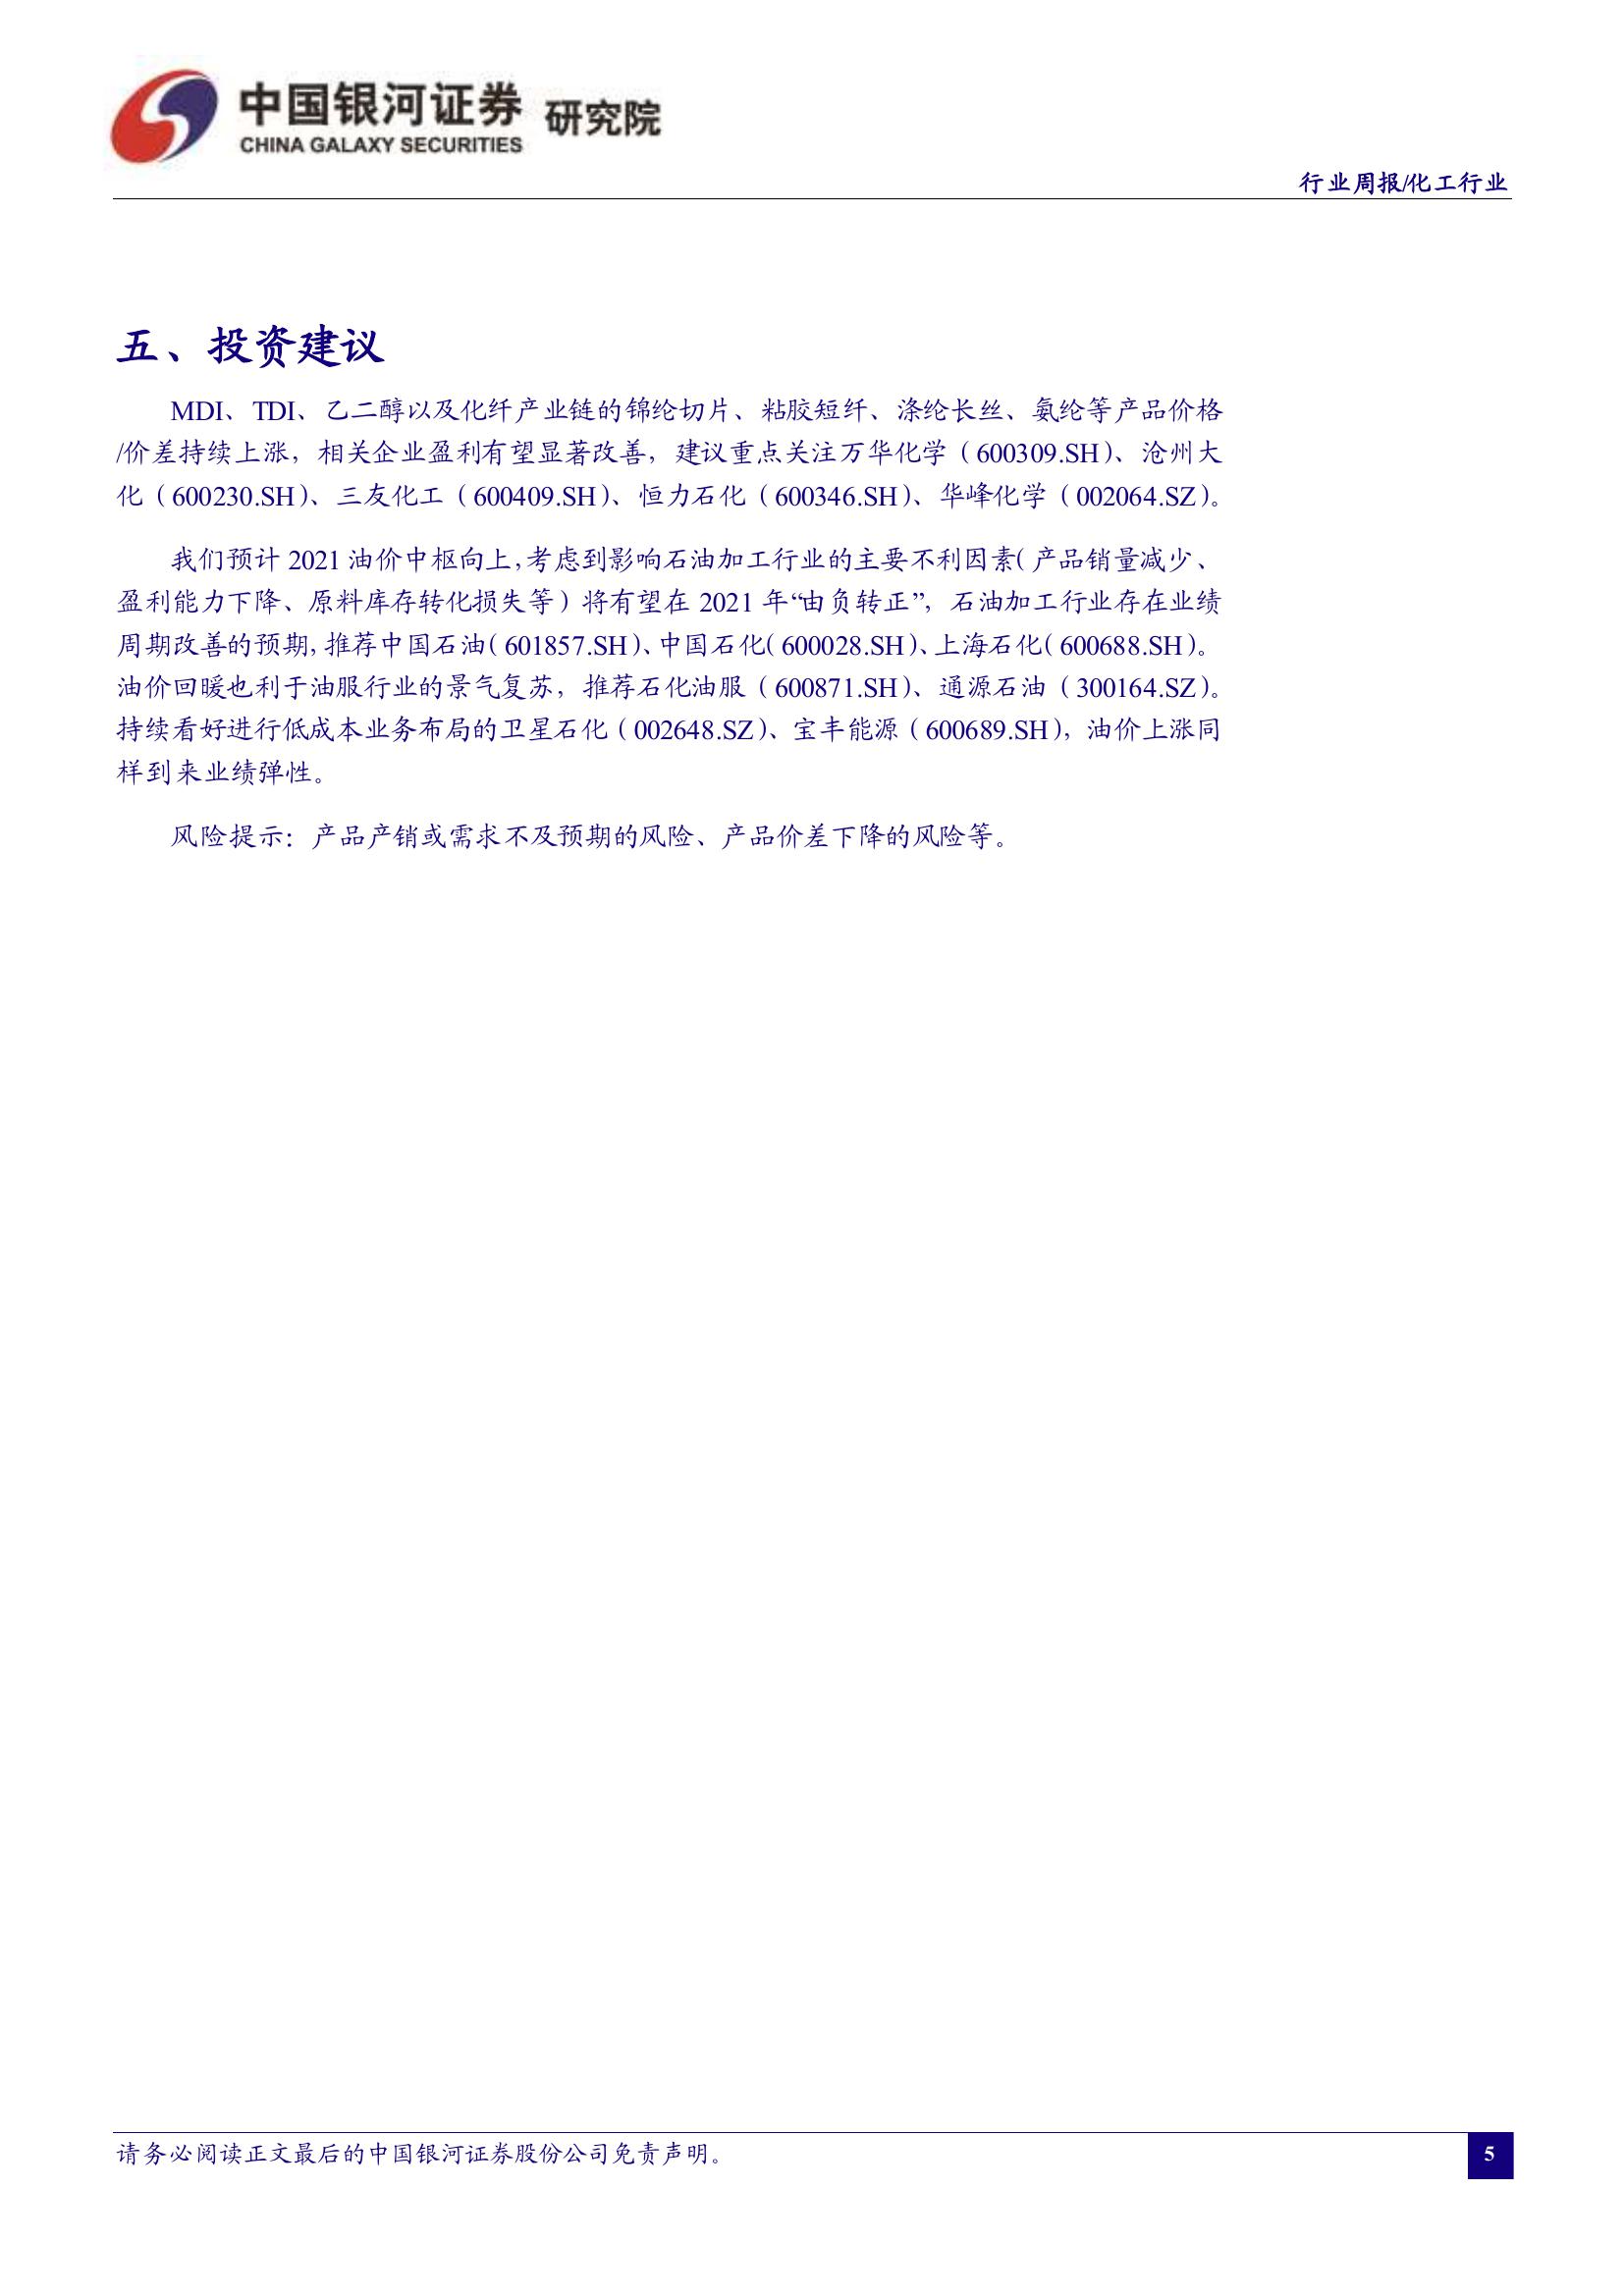 中国银河证券 研究院
CHINA GALAXY SECURITIES
行业周报/化工行业
五、投资建议
MDI、TDI、乙二醇以及化纤产业链的锦纶切片、粘胶短纤、涤纶长丝、氨纶等产品价格
/价差持续上涨，相关企业盈利有望显著改善，建议重点关注万华化学（600309.SH）、沧州大
化（600230.SH）、三友化工（600409.SH）、恒力石化（600346.SH）、华峰化学（002064.SZ）。
我们预计 2021 油价中枢向上，考虑到影响石油加工行业的主要不利因素（产品销量减少、
盈利能力下降、原料库存转化损失等）将有望在 2021 年“由负转正”，石油加工行业存在业绩
周期改善的预期，推荐中国石油（601857.SH）、中国石化（600028.SH）、上海石化（600688.SH）。
油价回暖也利于油服行业的景气复苏，推荐石化油服（600871.SH）、通源石油（300164.SZ）。
持续看好进行低成本业务布局的卫星石化（002648.SZ）、宝丰能源（600689.SH），油价上涨同
样到来业绩弹性。
风险提示：产品产销或需求不及预期的风险、产品价差下降的风险等。
请务必阅读正文最后的中国银河证券股份公司免责声明。
5